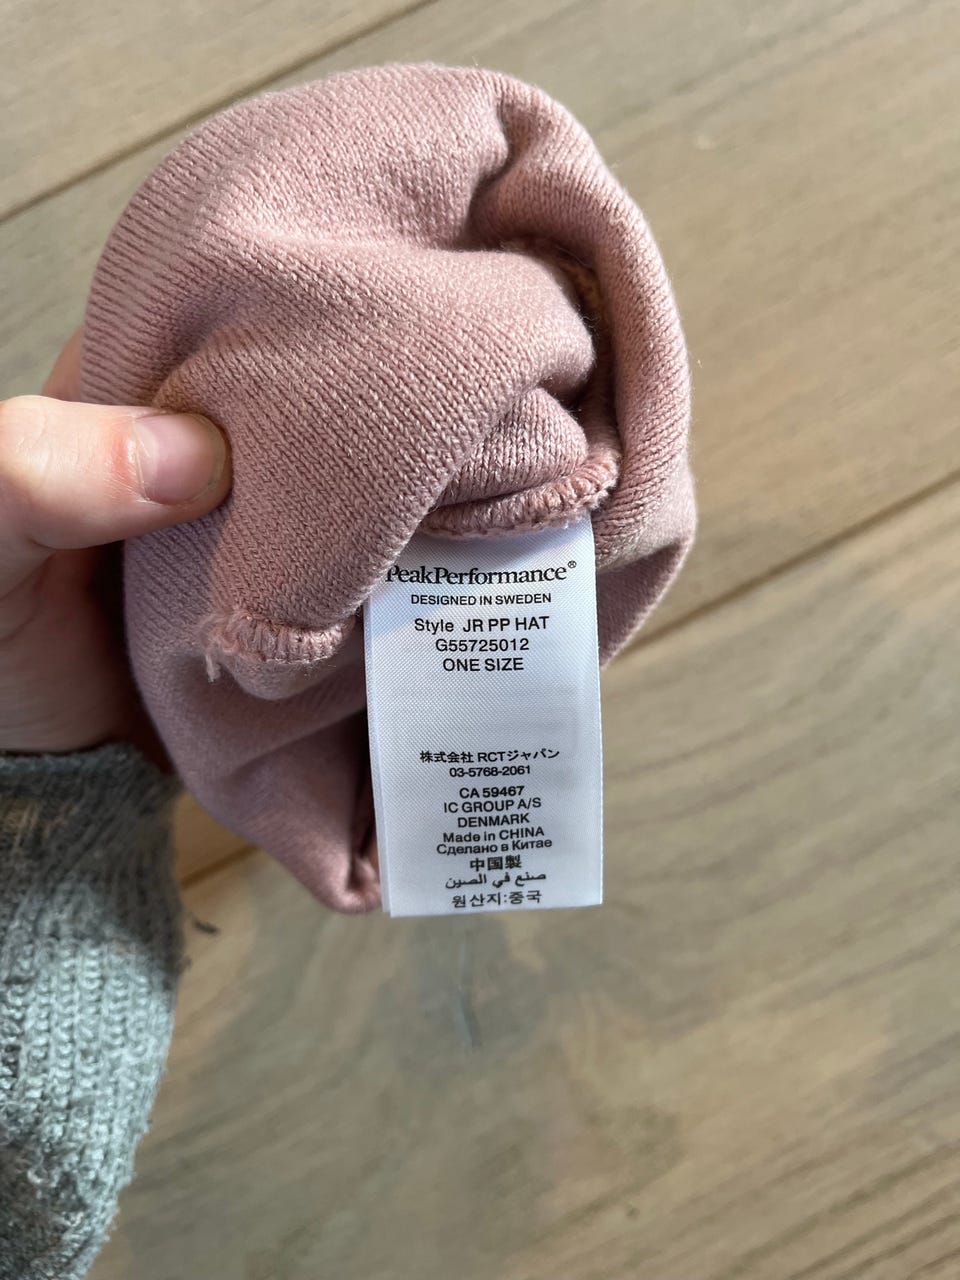 PeakPerformance®
DESIGNED IN SWEDEN
Style JR PP HAT
G55725012
ONE SIZE
株式会社 RCTジャパン
03-5768-2061
CA 59467
IC GROUP A/S
DENMARK
Made in CHINA
Сделано в Китае
中国製
صنع في الصين
원산지:중국